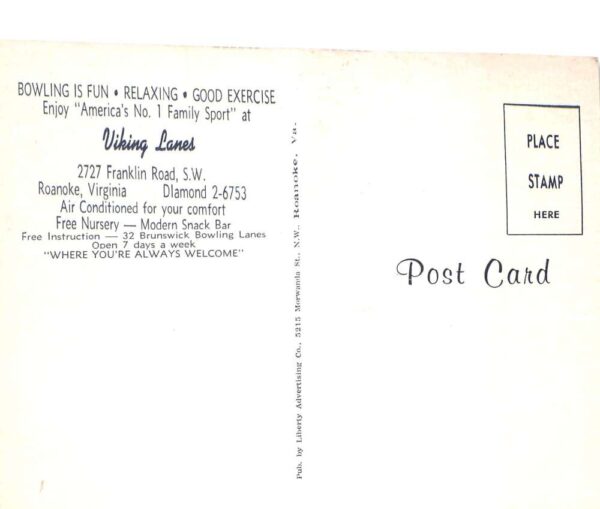 BOWLING IS FUN • RELAXING • GOOD EXERCISE
Enjoy "America's No. 1 Family Sport" at
Viking Lanes
2727 Franklin Road, S.W.
Roanoke, Virginia DIamond 2-6753
Air Conditioned for your comfort
Free Nursery — Modern Snack Bar
Free Instruction — 32 Brunswick Bowling Lanes
Open 7 days a week
"WHERE YOU'RE ALWAYS WELCOME"
Pub. by Liberty Advertising Co., 5215 Morwanda St., N.W., Roanoke, Va.
PLACE
STAMP
HERE
Post Card